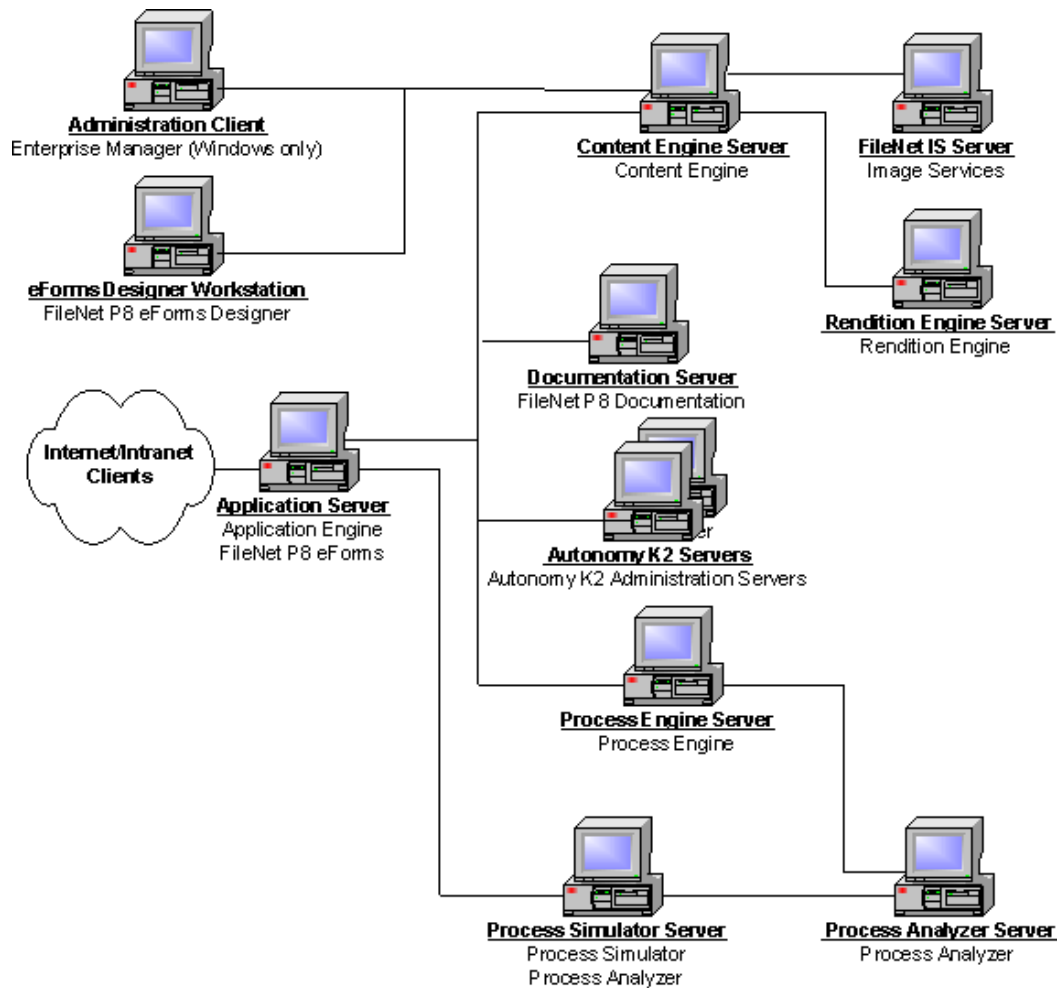 Administration Client
Enterprise Manager (Windows only)
Content Engine Server
Content Engine
FileNet IS Server
Image Services
eForms Designer Workstation
FileNet P8 eForms Designer
Rendition Engine Server
Rendition Engine
Documentation Server
FileNet P8 Documentation
Internet/Intranet
Clients
Application Server
Application Engine
FileNet P8 eForms
Autonomy K2 Servers
Autonomy K2 Administration Servers
Process Engine Server
Process Engine
Process Simulator Server
Process Simulator
Process Analyzer
Process Analyzer Server
Process Analyzer